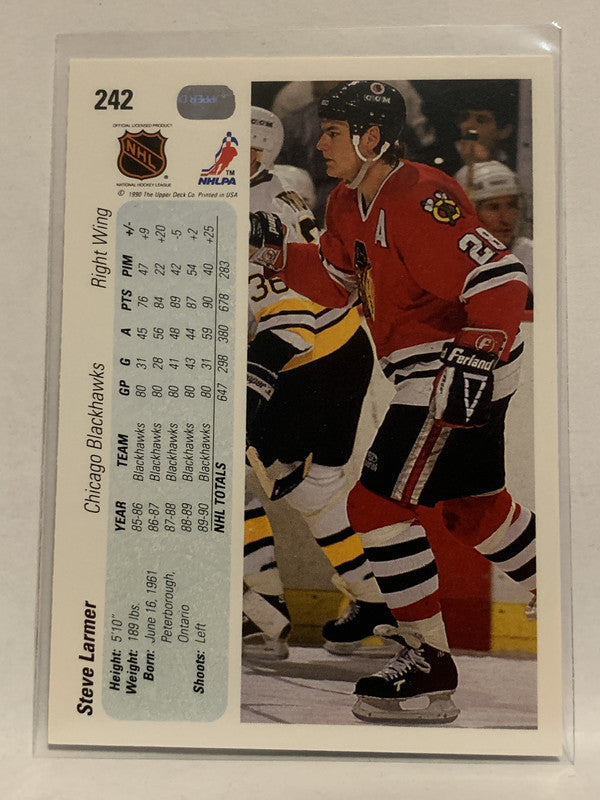 242
UPPER D
OFFICIAL LICENSED PRODUCT
NHL
NATIONAL HOCKEY LEAGUE
NHLPA
TM
© 1990 The Upper Deck Co. Printed in USA
Steve Larmer Chicago Blackhawks Right Wing
Height: 5'10"
Weight: 189 lbs.
Born: June 16, 1961
Peterborough,
Ontario
Shoots: Left
YEAR TEAM GP G A PTS PIM +/-
85-86 Blackhawks 80 31 45 76 47 +9
86-87 Blackhawks 80 28 56 84 22 +20
87-88 Blackhawks 80 41 48 89 42 -5
88-89 Blackhawks 80 43 44 87 54 +2
89-90 Blackhawks 80 31 59 90 40 +25
NHL TOTALS 647 298 380 678 283
CCM
A
28
36
Ferland